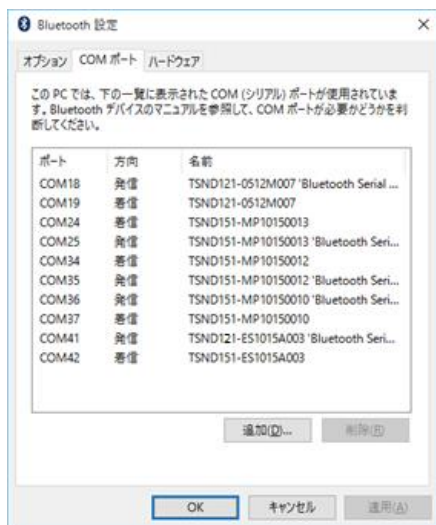 Bluetooth 設定
オプション COM ポート ハードウェア
この PC では、下の一覧に表示された COM (シリアル) ポートが使用されていま
す。Bluetooth デバイスのマニュアルを参照して、COM ポートが必要かどうかを判
断してください。
ポート 方向 名前
COM18 発信 TSND121-0512M007 'Bluetooth Serial ...
COM19 着信 TSND121-0512M007
COM24 着信 TSND151-MP10150013
COM25 発信 TSND151-MP10150013 'Bluetooth Seri...
COM34 着信 TSND151-MP10150012
COM35 発信 TSND151-MP10150012 'Bluetooth Seri...
COM36 発信 TSND151-MP10150010 'Bluetooth Seri...
COM37 着信 TSND151-MP10150010
COM41 発信 TSND121-ES1015A003 'Bluetooth Seri...
COM42 着信 TSND151-ES1015A003
追加(D)... 削除(R)
OK キャンセル 適用(A)